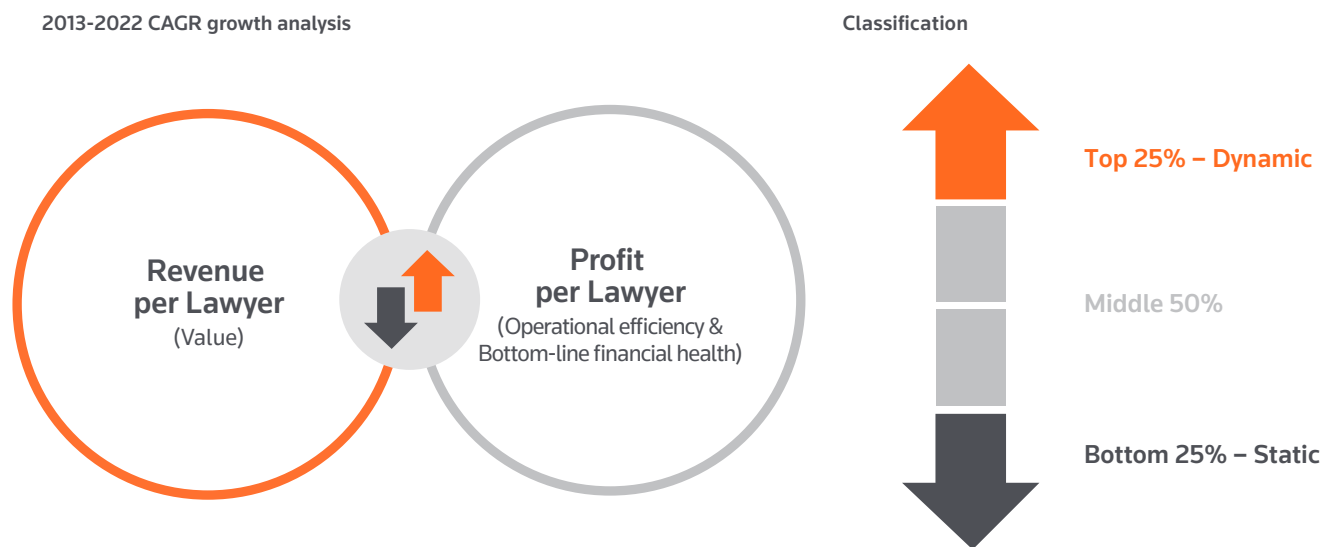 2013-2022 CAGR growth analysis
Classification
Revenue
per Lawyer
(Value)
Profit
per Lawyer
(Operational efficiency &
Bottom-line financial health)
Top 25% – Dynamic
Middle 50%
Bottom 25% – Static